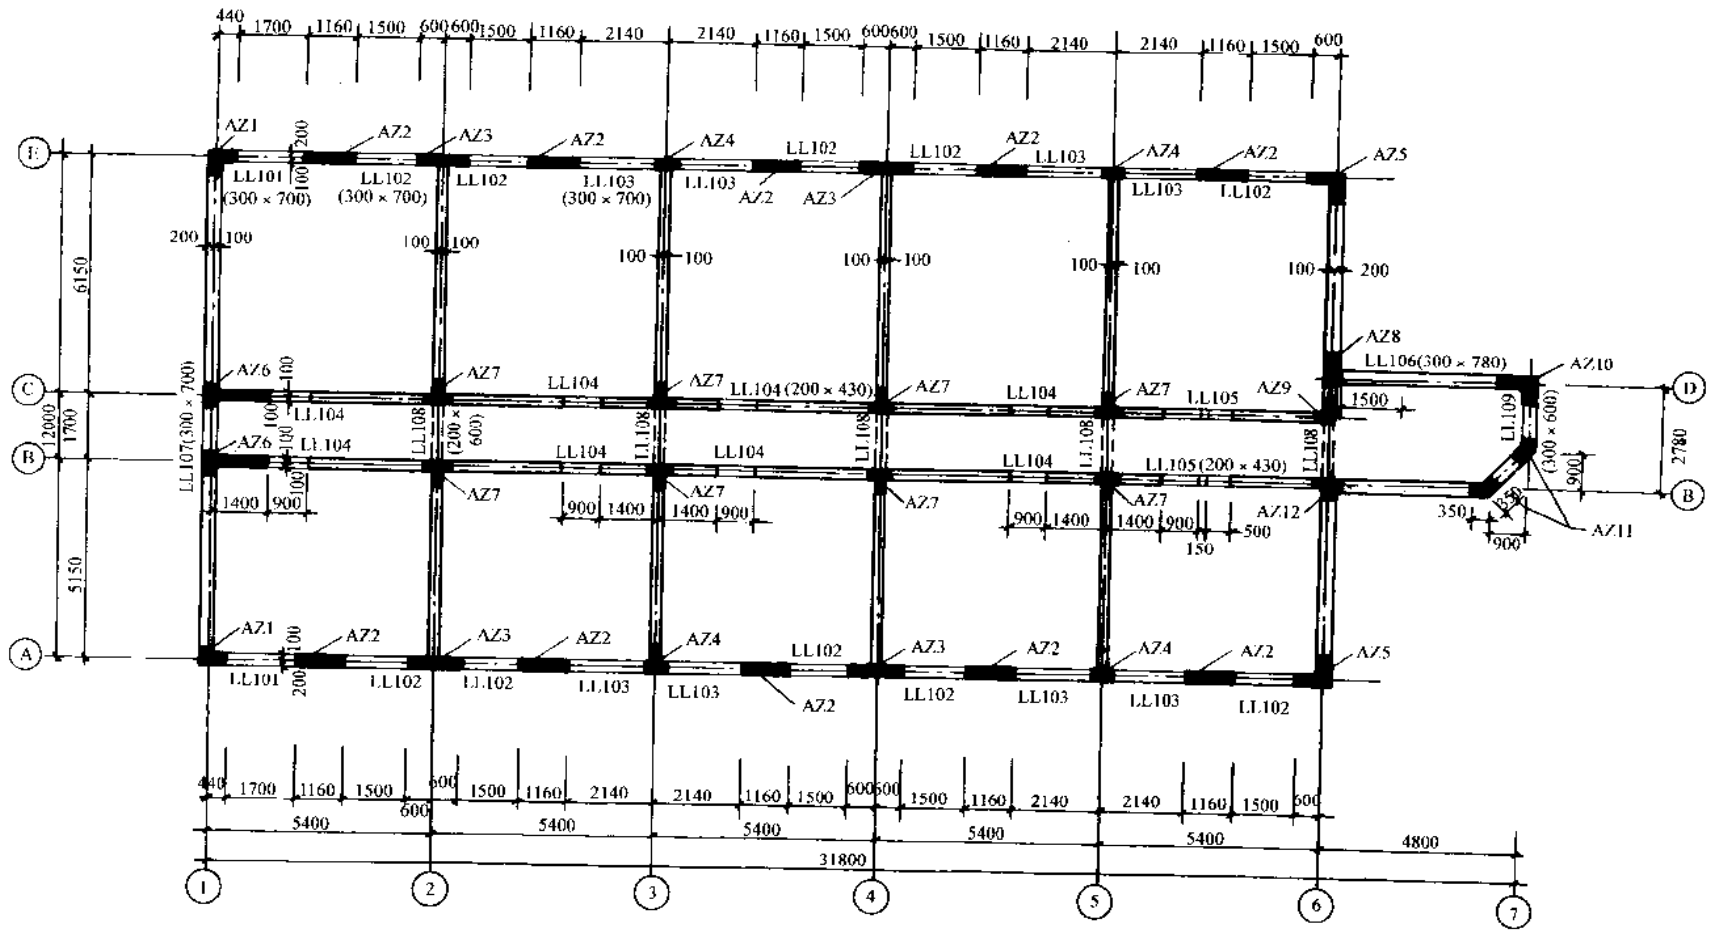 440 1700 1160 1500 600 600 1500 1160 2140 2140 1160 1500 600 600 1500 1160 2140 2140 1160 1500 600
E AZ1 200 AZ2 AZ3 AZ2 AZ4 LL102 LL102 AZ2 LL103 AZ4 AZ2 AZ5
LL101 100 LL102 LL102 LL103 LL103 AZ2 AZ3 LL103 LL102
(300×700) (300×700) (300×700)
200 100 100 100 100 100 100 100 100 100 100 200
6150
AZ8
LL106(300×780) AZ10
C AZ6 100 AZ7 LL104 AZ7 LL104(200×430) AZ7 LL104 AZ7 LL105 AZ9 1500 D
100 LL104
12000 1700 LL107(300×700) LL108 (200×600) LL108 LL108 LL108 LL108 LL109 (300×600) 2780
B AZ6 100 LL104 LL104 LL104 LL104 LL105(200×430)
100 AZ7 AZ7 AZ7 AZ7 AZ12 900 B
1400 900 900 1400 1400 900 900 1400 1400 900 500 350 350
150 900 AZ11
5150
A AZ1 100 AZ2 AZ3 AZ2 AZ4 LL102 AZ3 AZ2 AZ4 AZ2 AZ5
LL101 200 LL102 LL102 LL103 LL103 AZ2 LL102 LL103 LL103 LL102
440 1700 1160 1500 600 600 1500 1160 2140 2140 1160 1500 600 600 1500 1160 2140 2140 1160 1500 600
5400 5400 5400 5400 5400 4800
31800
1 2 3 4 5 6 7